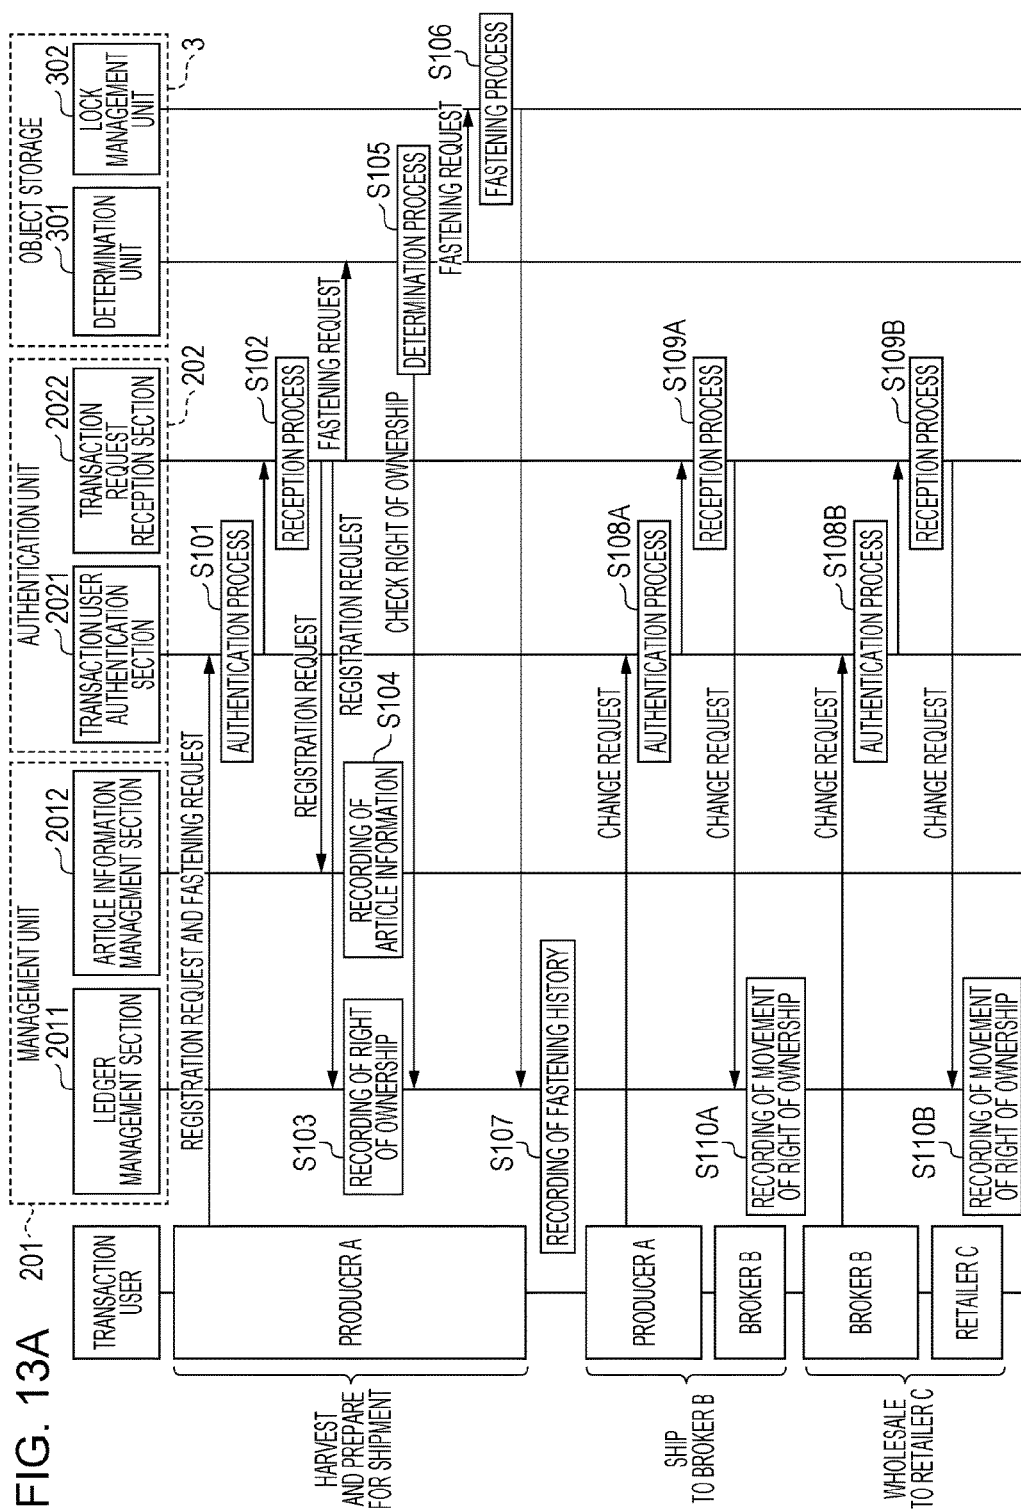 FIG. 13A
201
MANAGEMENT UNIT
AUTHENTICATION UNIT
OBJECT STORAGE
2011
2012
2021
2022
202
301
302
3
TRANSACTION
USER
LEDGER
MANAGEMENT SECTION
ARTICLE INFORMATION
MANAGEMENT SECTION
TRANSACTION USER
AUTHENTICATION
SECTION
TRANSACTION
REQUEST
RECEPTION SECTION
DETERMINATION
UNIT
LOCK
MANAGEMENT
UNIT
HARVEST
AND PREPARE
FOR SHIPMENT
PRODUCER A
REGISTRATION REQUEST AND FASTENING REQUEST
S101
AUTHENTICATION PROCESS
S102
RECEPTION PROCESS
REGISTRATION REQUEST
REGISTRATION REQUEST
FASTENING REQUEST
S103
RECORDING OF RIGHT
OF OWNERSHIP
S104
RECORDING OF
ARTICLE INFORMATION
CHECK RIGHT OF OWNERSHIP
S105
DETERMINATION PROCESS
FASTENING REQUEST
S106
FASTENING PROCESS
S107
RECORDING OF FASTENING HISTORY
SHIP
TO BROKER B
PRODUCER A
BROKER B
CHANGE REQUEST
S108A
AUTHENTICATION PROCESS
S109A
RECEPTION PROCESS
CHANGE REQUEST
S110A
RECORDING OF MOVEMENT
OF RIGHT OF OWNERSHIP
WHOLESALE
TO RETAILER C
BROKER B
RETAILER C
CHANGE REQUEST
S108B
AUTHENTICATION PROCESS
S109B
RECEPTION PROCESS
CHANGE REQUEST
S110B
RECORDING OF MOVEMENT
OF RIGHT OF OWNERSHIP